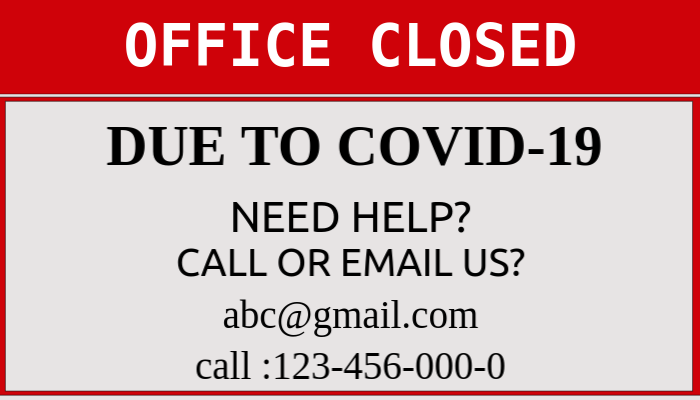 OFFICE CLOSED
DUE TO COVID-19
NEED HELP?
CALL OR EMAIL US?
abc@gmail.com
call :123-456-000-0